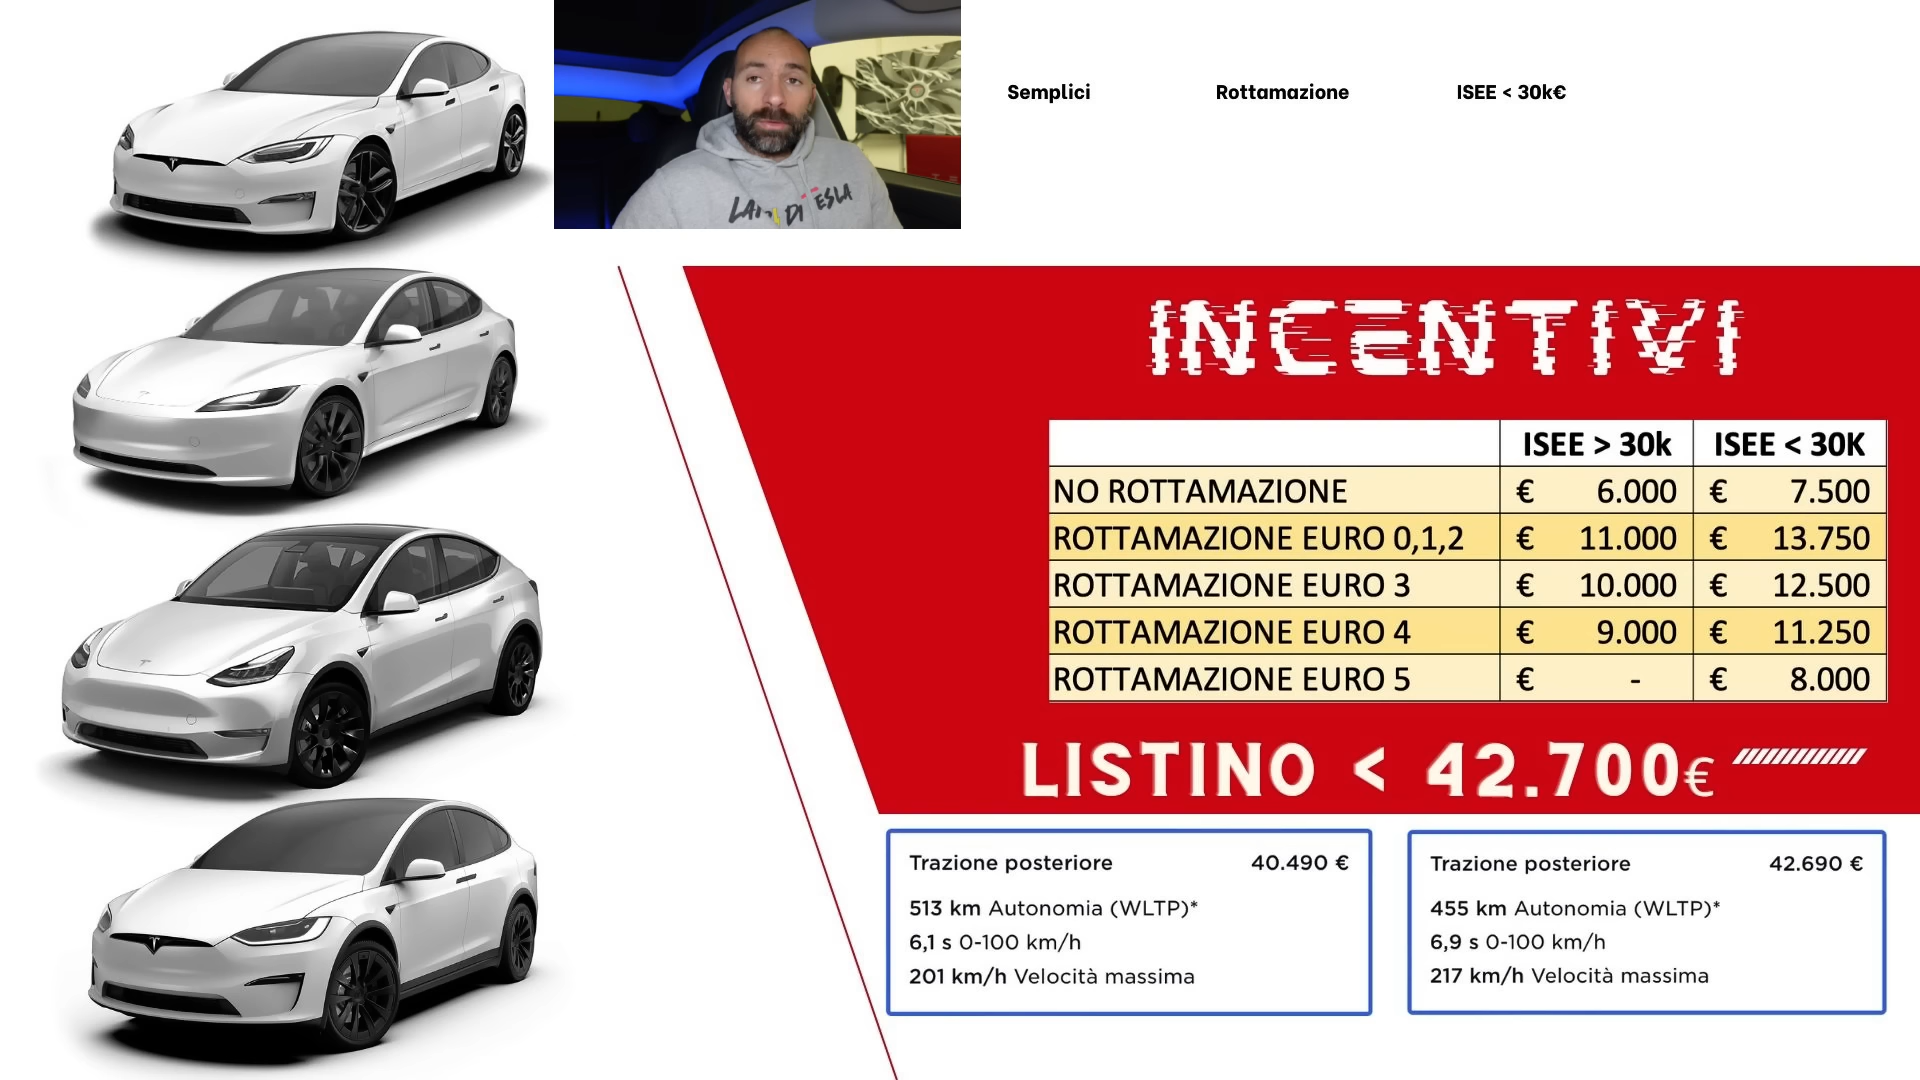 LATI DI TESLA
Semplici
Rottamazione
ISEE < 30k€
INCENTIVI
ISEE > 30k ISEE < 30K
NO ROTTAMAZIONE € 6.000 € 7.500
ROTTAMAZIONE EURO 0,1,2 € 11.000 € 13.750
ROTTAMAZIONE EURO 3 € 10.000 € 12.500
ROTTAMAZIONE EURO 4 € 9.000 € 11.250
ROTTAMAZIONE EURO 5 € - € 8.000
LISTINO < 42.700€
Trazione posteriore 40.490 €
513 km Autonomia (WLTP)*
6,1 s 0-100 km/h
201 km/h Velocità massima
Trazione posteriore 42.690 €
455 km Autonomia (WLTP)*
6,9 s 0-100 km/h
217 km/h Velocità massima